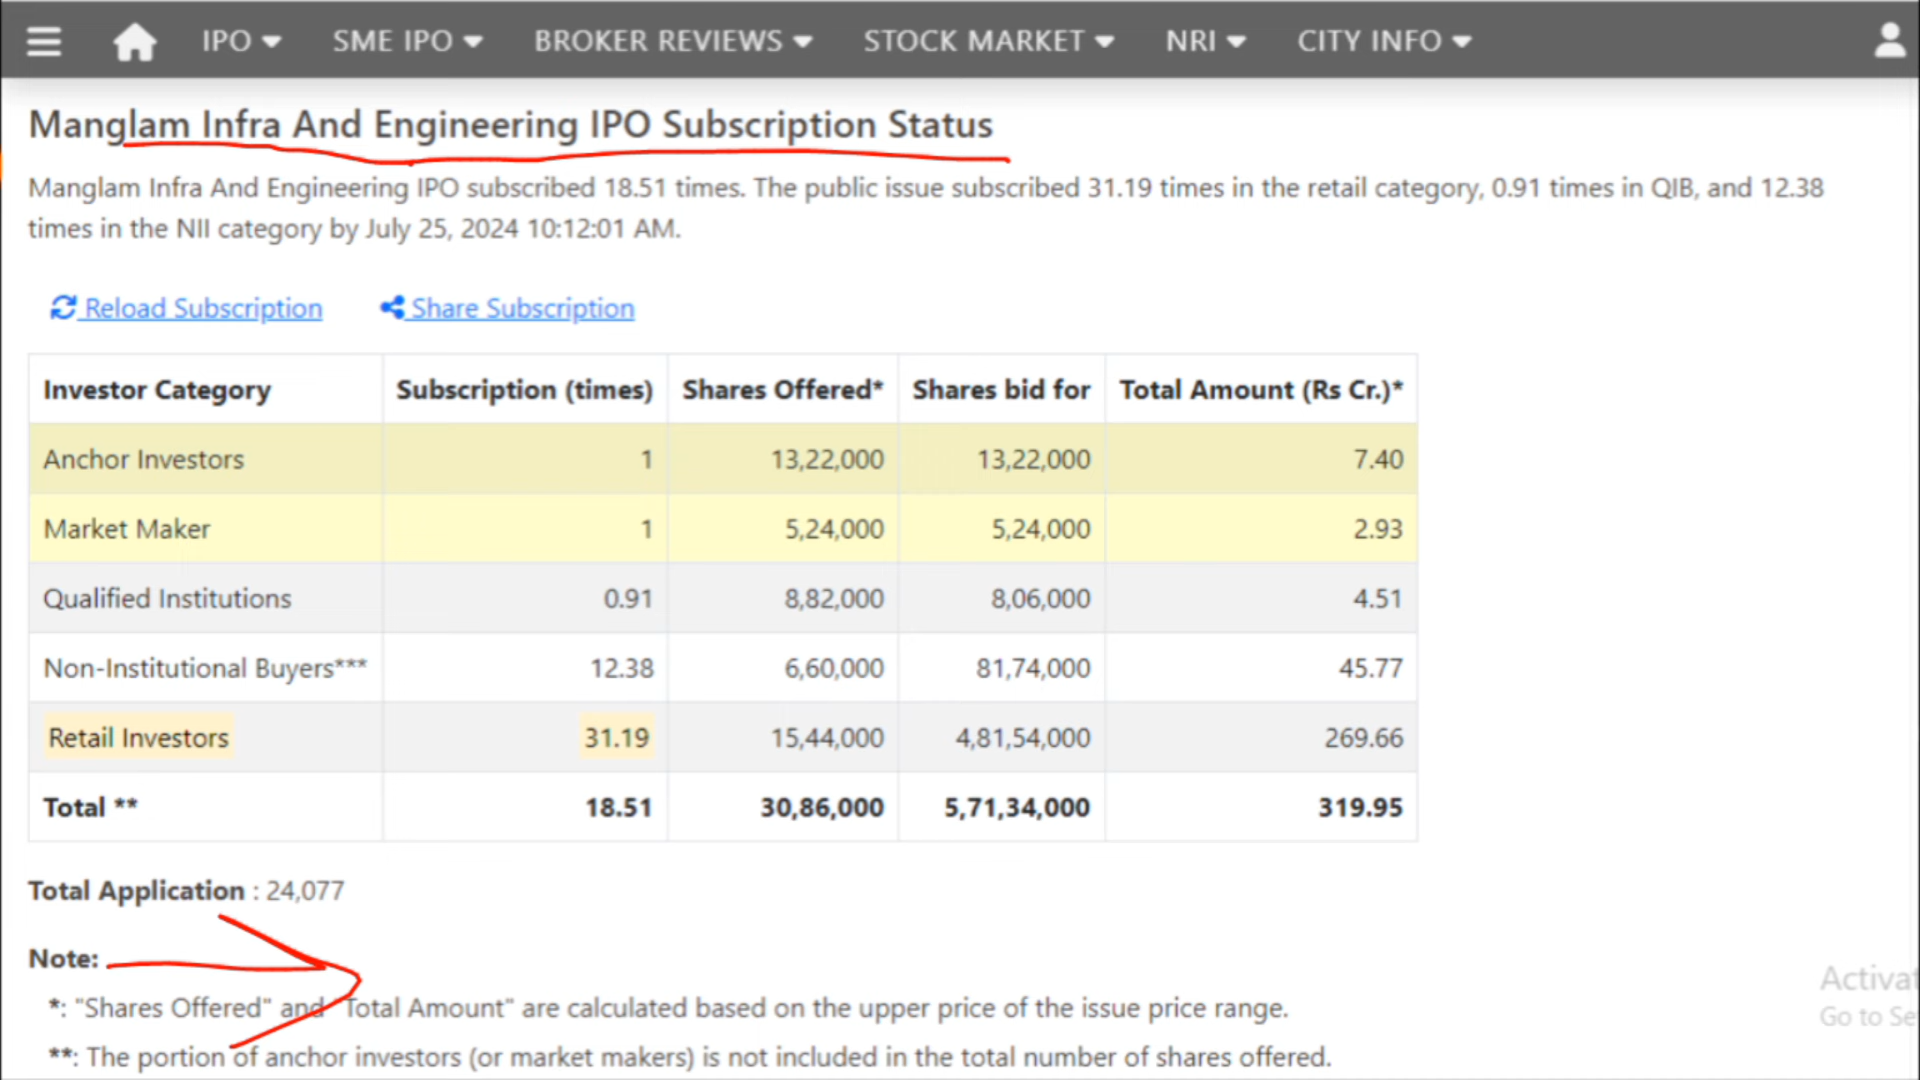 IPO SME IPO BROKER REVIEWS STOCK MARKET NRI CITY INFO
Manglam Infra And Engineering IPO Subscription Status
Manglam Infra And Engineering IPO subscribed 18.51 times. The public issue subscribed 31.19 times in the retail category, 0.91 times in QIB, and 12.38
times in the NII category by July 25, 2024 10:12:01 AM.
Reload Subscription Share Subscription
Investor Category Subscription (times) Shares Offered* Shares bid for Total Amount (Rs Cr.)*
Anchor Investors 1 13,22,000 13,22,000 7.40
Market Maker 1 5,24,000 5,24,000 2.93
Qualified Institutions 0.91 8,82,000 8,06,000 4.51
Non-Institutional Buyers*** 12.38 6,60,000 81,74,000 45.77
Retail Investors 31.19 15,44,000 4,81,54,000 269.66
Total ** 18.51 30,86,000 5,71,34,000 319.95
Total Application : 24,077
Note:
*: "Shares Offered" and "Total Amount" are calculated based on the upper price of the issue price range.
**: The portion of anchor investors (or market makers) is not included in the total number of shares offered.
Go to